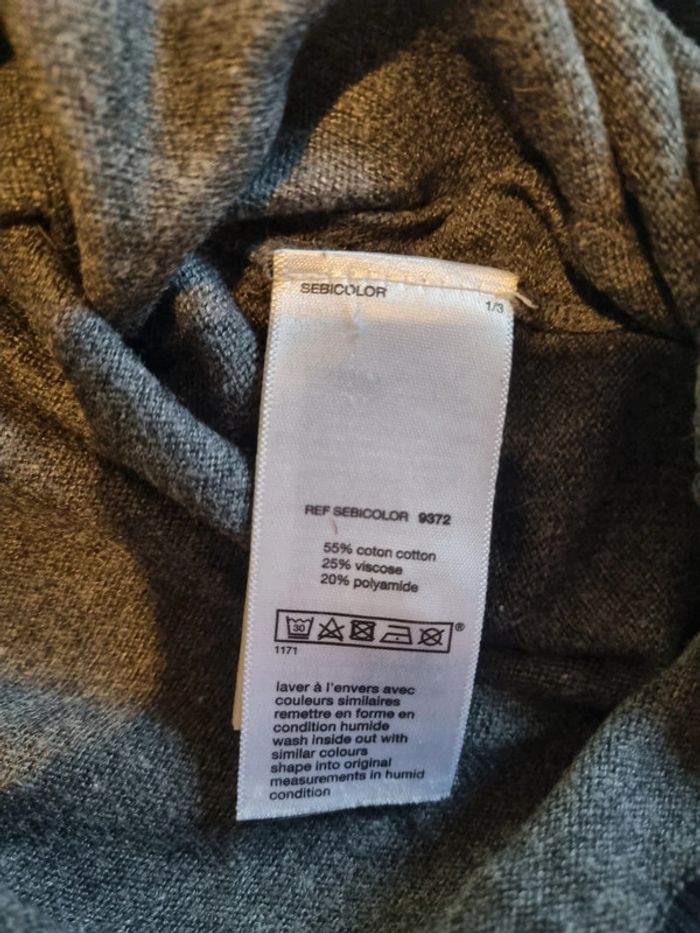 SEBICOLOR
1/3
REF SEBICOLOR 9372
55% coton cotton
25% viscose
20% polyamide
30
®
1171
laver à l'envers avec
couleurs similaires
remettre en forme en
condition humide
wash inside out with
similar colours
shape into original
measurements in humid
condition